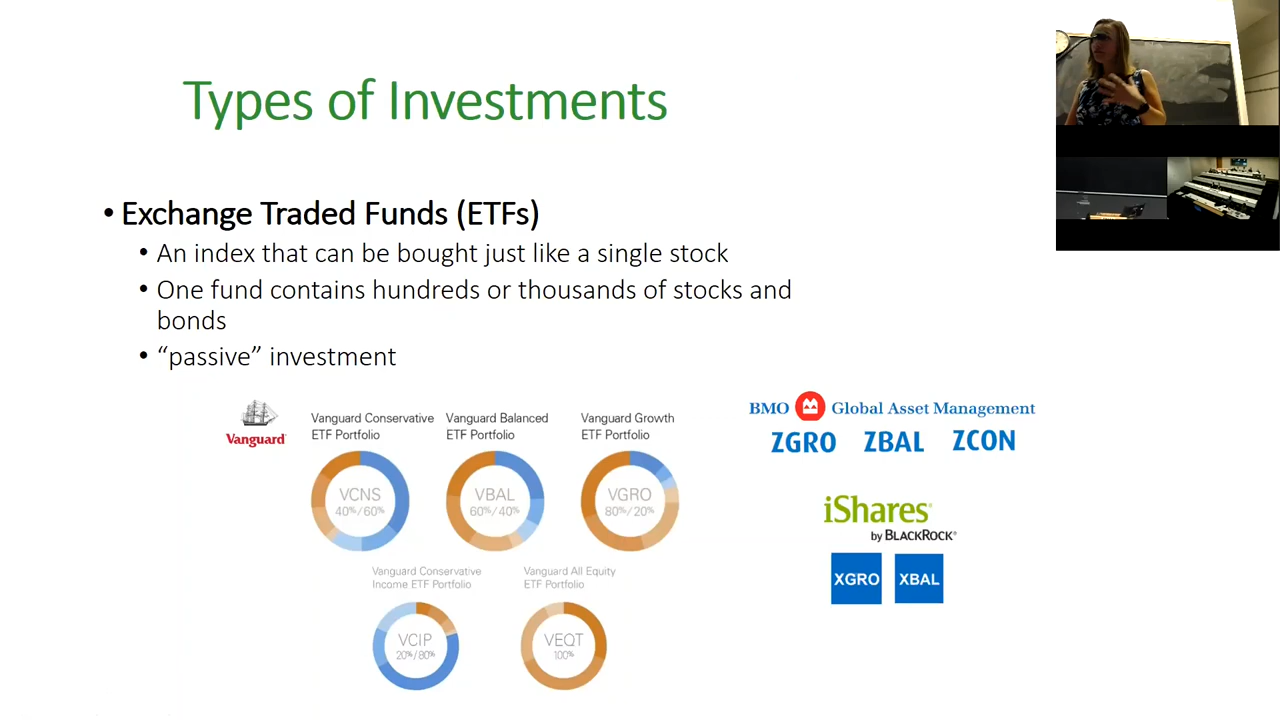 Types of Investments
• Exchange Traded Funds (ETFs)
• An index that can be bought just like a single stock
• One fund contains hundreds or thousands of stocks and
bonds
• “passive” investment
Vanguard
Vanguard Conservative
ETF Portfolio
VCNS
40%/60%
Vanguard Balanced
ETF Portfolio
VBAL
60%/40%
Vanguard Growth
ETF Portfolio
VGRO
80%/20%
Vanguard Conservative
Income ETF Portfolio
VCIP
20%/80%
Vanguard All Equity
ETF Portfolio
VEQT
100%
BMO Global Asset Management
ZGRO ZBAL ZCON
iShares®
by BLACKROCK®
XGRO XBAL